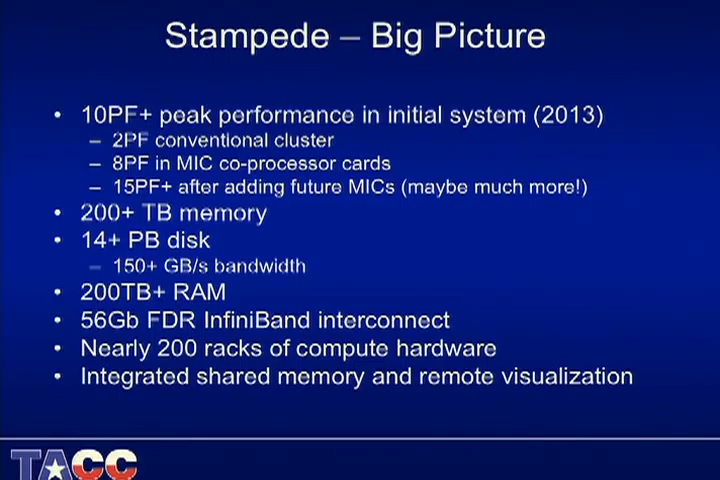 Stampede – Big Picture
• 10PF+ peak performance in initial system (2013)
– 2PF conventional cluster
– 8PF in MIC co-processor cards
– 15PF+ after adding future MICs (maybe much more!)
• 200+ TB memory
• 14+ PB disk
– 150+ GB/s bandwidth
• 200TB+ RAM
• 56Gb FDR InfiniBand interconnect
• Nearly 200 racks of compute hardware
• Integrated shared memory and remote visualization
TACC